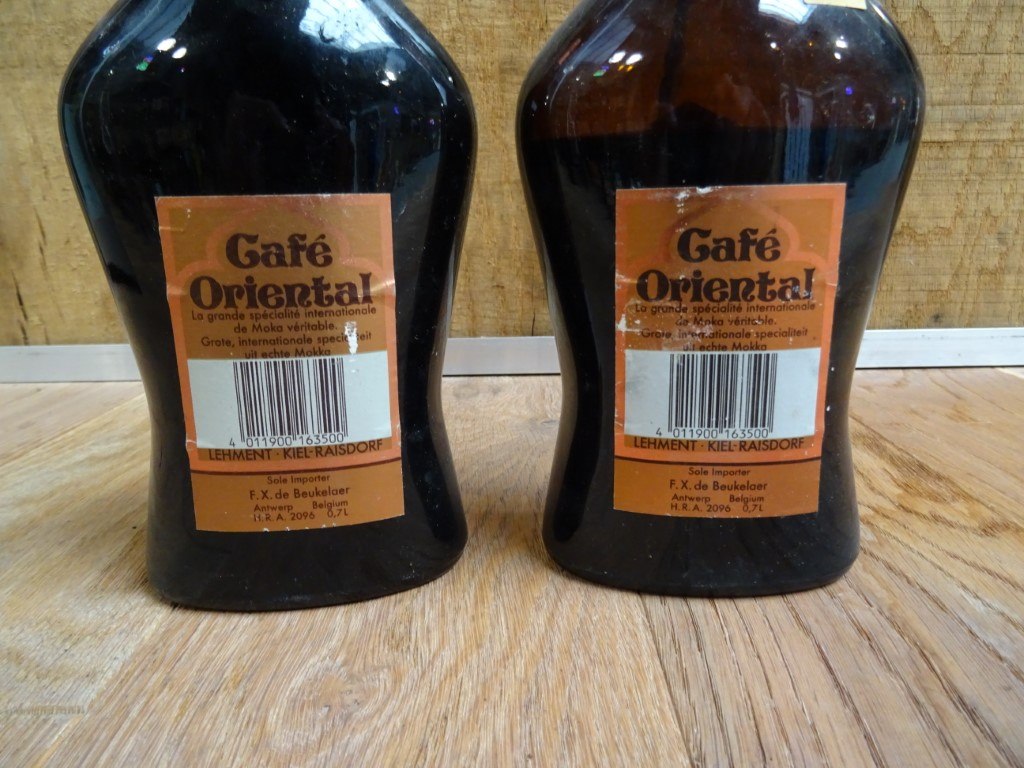 Café
Oriental
La grande spécialité internationale
de Moka véritable.
Grote, internationale specialiteit
uit echte Mokka
4 011900 163500
LEHMENT · KIEL-RAISDORF
Sole Importer
F.X. de Beukelaer
Antwerp Belgium
H.R.A. 2096 0,7L
Café
Oriental
La grande spécialité internationale
de Moka véritable.
Grote, internationale specialiteit
uit echte Mokka
4 011900 163500
LEHMENT · KIEL-RAISDORF
Sole Importer
F.X. de Beukelaer
Antwerp Belgium
H.R.A. 2096 0,7L